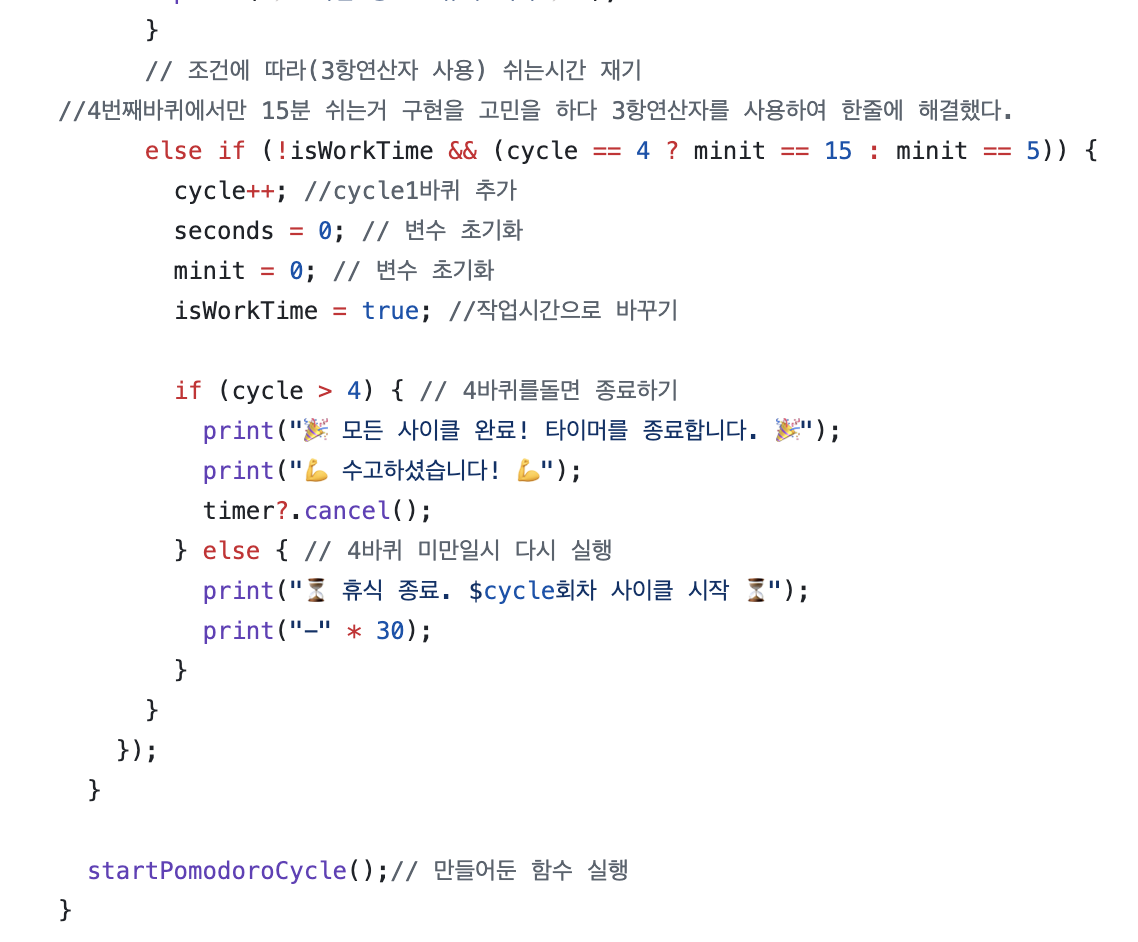 }
// 조건에 따라(3항연산자 사용) 쉬는시간 재기
//4번째바퀴에서만 15분 쉬는거 구현을 고민을 하다 3항연산자를 사용하여 한줄에 해결했다.
else if (!isWorkTime && (cycle == 4 ? minit == 15 : minit == 5)) {
cycle++; //cycle1바퀴 추가
seconds = 0; // 변수 초기화
minit = 0; // 변수 초기화
isWorkTime = true; //작업시간으로 바꾸기
if (cycle > 4) { // 4바퀴를돌면 종료하기
print("🎉 모든 사이클 완료! 타이머를 종료합니다. 🎉");
print("💪 수고하셨습니다! 💪");
timer?.cancel();
} else { // 4바퀴 미만일시 다시 실행
print("⏳ 휴식 종료. $cycle회차 사이클 시작 ⏳");
print("—" * 30);
}
}
});
}
startPomodoroCycle();// 만들어둔 함수 실행
}